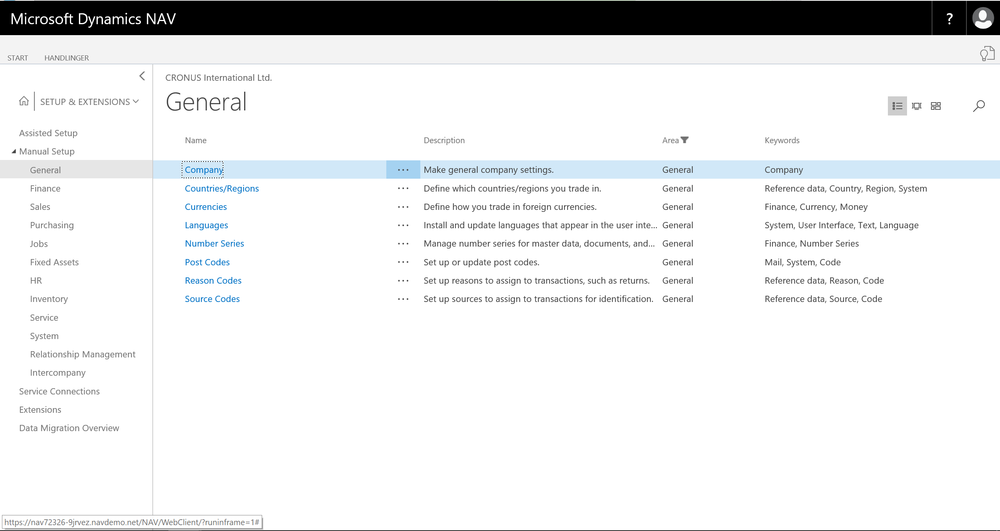 Microsoft Dynamics NAV
?
START HANDLINGER
CRONUS International Ltd.
SETUP & EXTENSIONS
General
Assisted Setup
Manual Setup
General
Finance
Sales
Purchasing
Jobs
Fixed Assets
HR
Inventory
Service
System
Relationship Management
Intercompany
Service Connections
Extensions
Data Migration Overview
Name Description Area Keywords
Company ··· Make general company settings. General Company
Countries/Regions ··· Define which countries/regions you trade in. General Reference data, Country, Region, System
Currencies ··· Define how you trade in foreign currencies. General Finance, Currency, Money
Languages ··· Install and update languages that appear in the user inte... General System, User Interface, Text, Language
Number Series ··· Manage number series for master data, documents, and... General Finance, Number Series
Post Codes ··· Set up or update post codes. General Mail, System, Code
Reason Codes ··· Set up reasons to assign to transactions, such as returns. General Reference data, Reason, Code
Source Codes ··· Set up sources to assign to transactions for identification. General Reference data, Source, Code
https://nav72326-9jrvez.navdemo.net/NAV/WebClient/?runinframe=1#